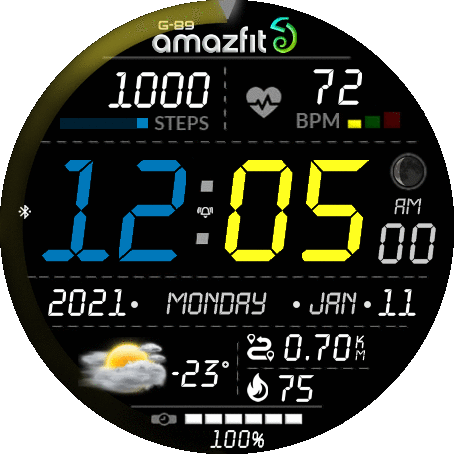 G-89
amazfit
1000
STEPS
72
BPM
12:05
AM
00
2021• MONDAY •JAN•11
-23°
0.70 KM
75
100%